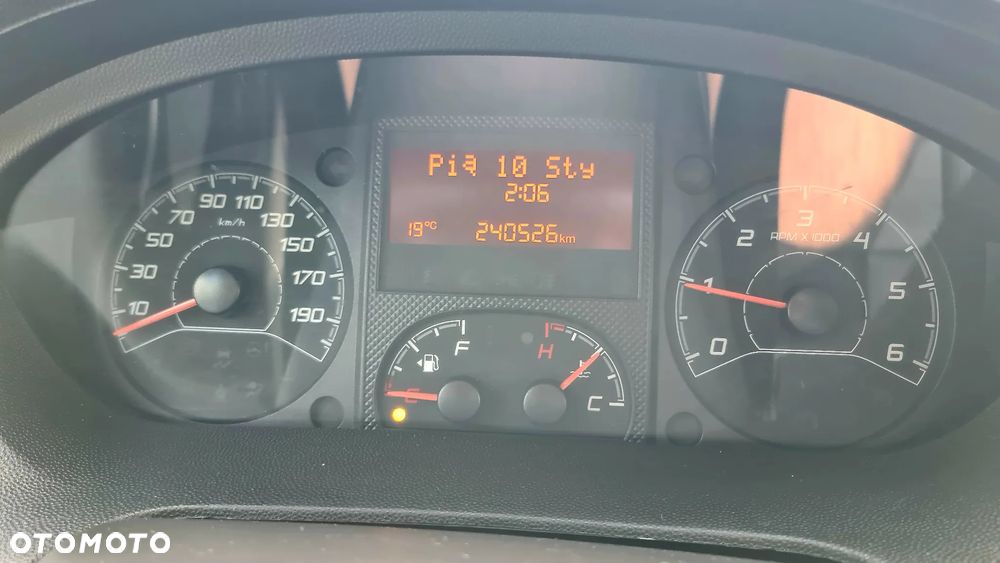 Pią 10 Sty
2:06
19°C 240526km
10 30 50 70 90 110 130 150 170 190
km/h
E F
H C
0 1 2 3 4 5 6
RPM X 1000
OTOMOTO